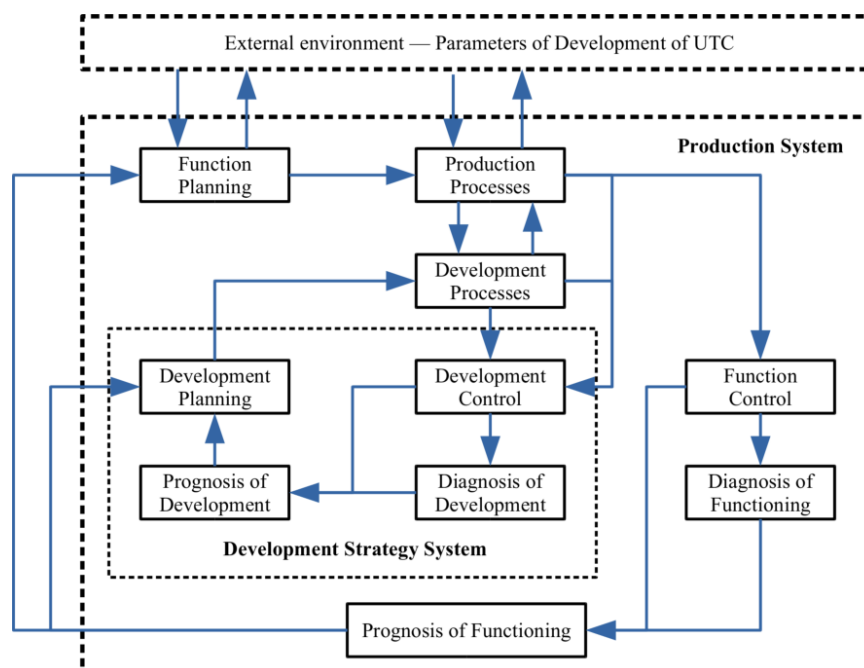 External environment — Parameters of Development of UTC
Production System
Function
Planning
Production
Processes
Development
Processes
Development
Planning
Development
Control
Function
Control
Prognosis of
Development
Diagnosis of
Development
Diagnosis of
Functioning
Development Strategy System
Prognosis of Functioning